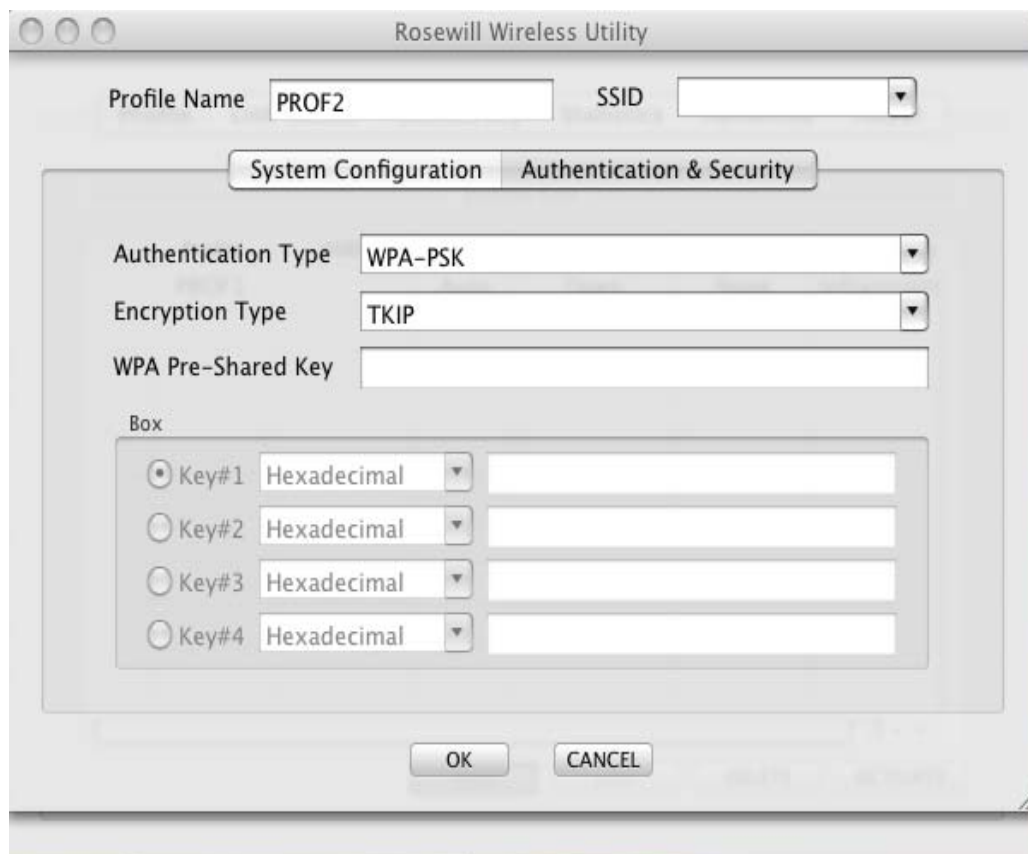 Rosewill Wireless Utility
Profile Name PROF2 SSID
System Configuration Authentication & Security
Authentication Type WPA-PSK
Encryption Type TKIP
WPA Pre-Shared Key
Box
Key#1 Hexadecimal
Key#2 Hexadecimal
Key#3 Hexadecimal
Key#4 Hexadecimal
OK CANCEL